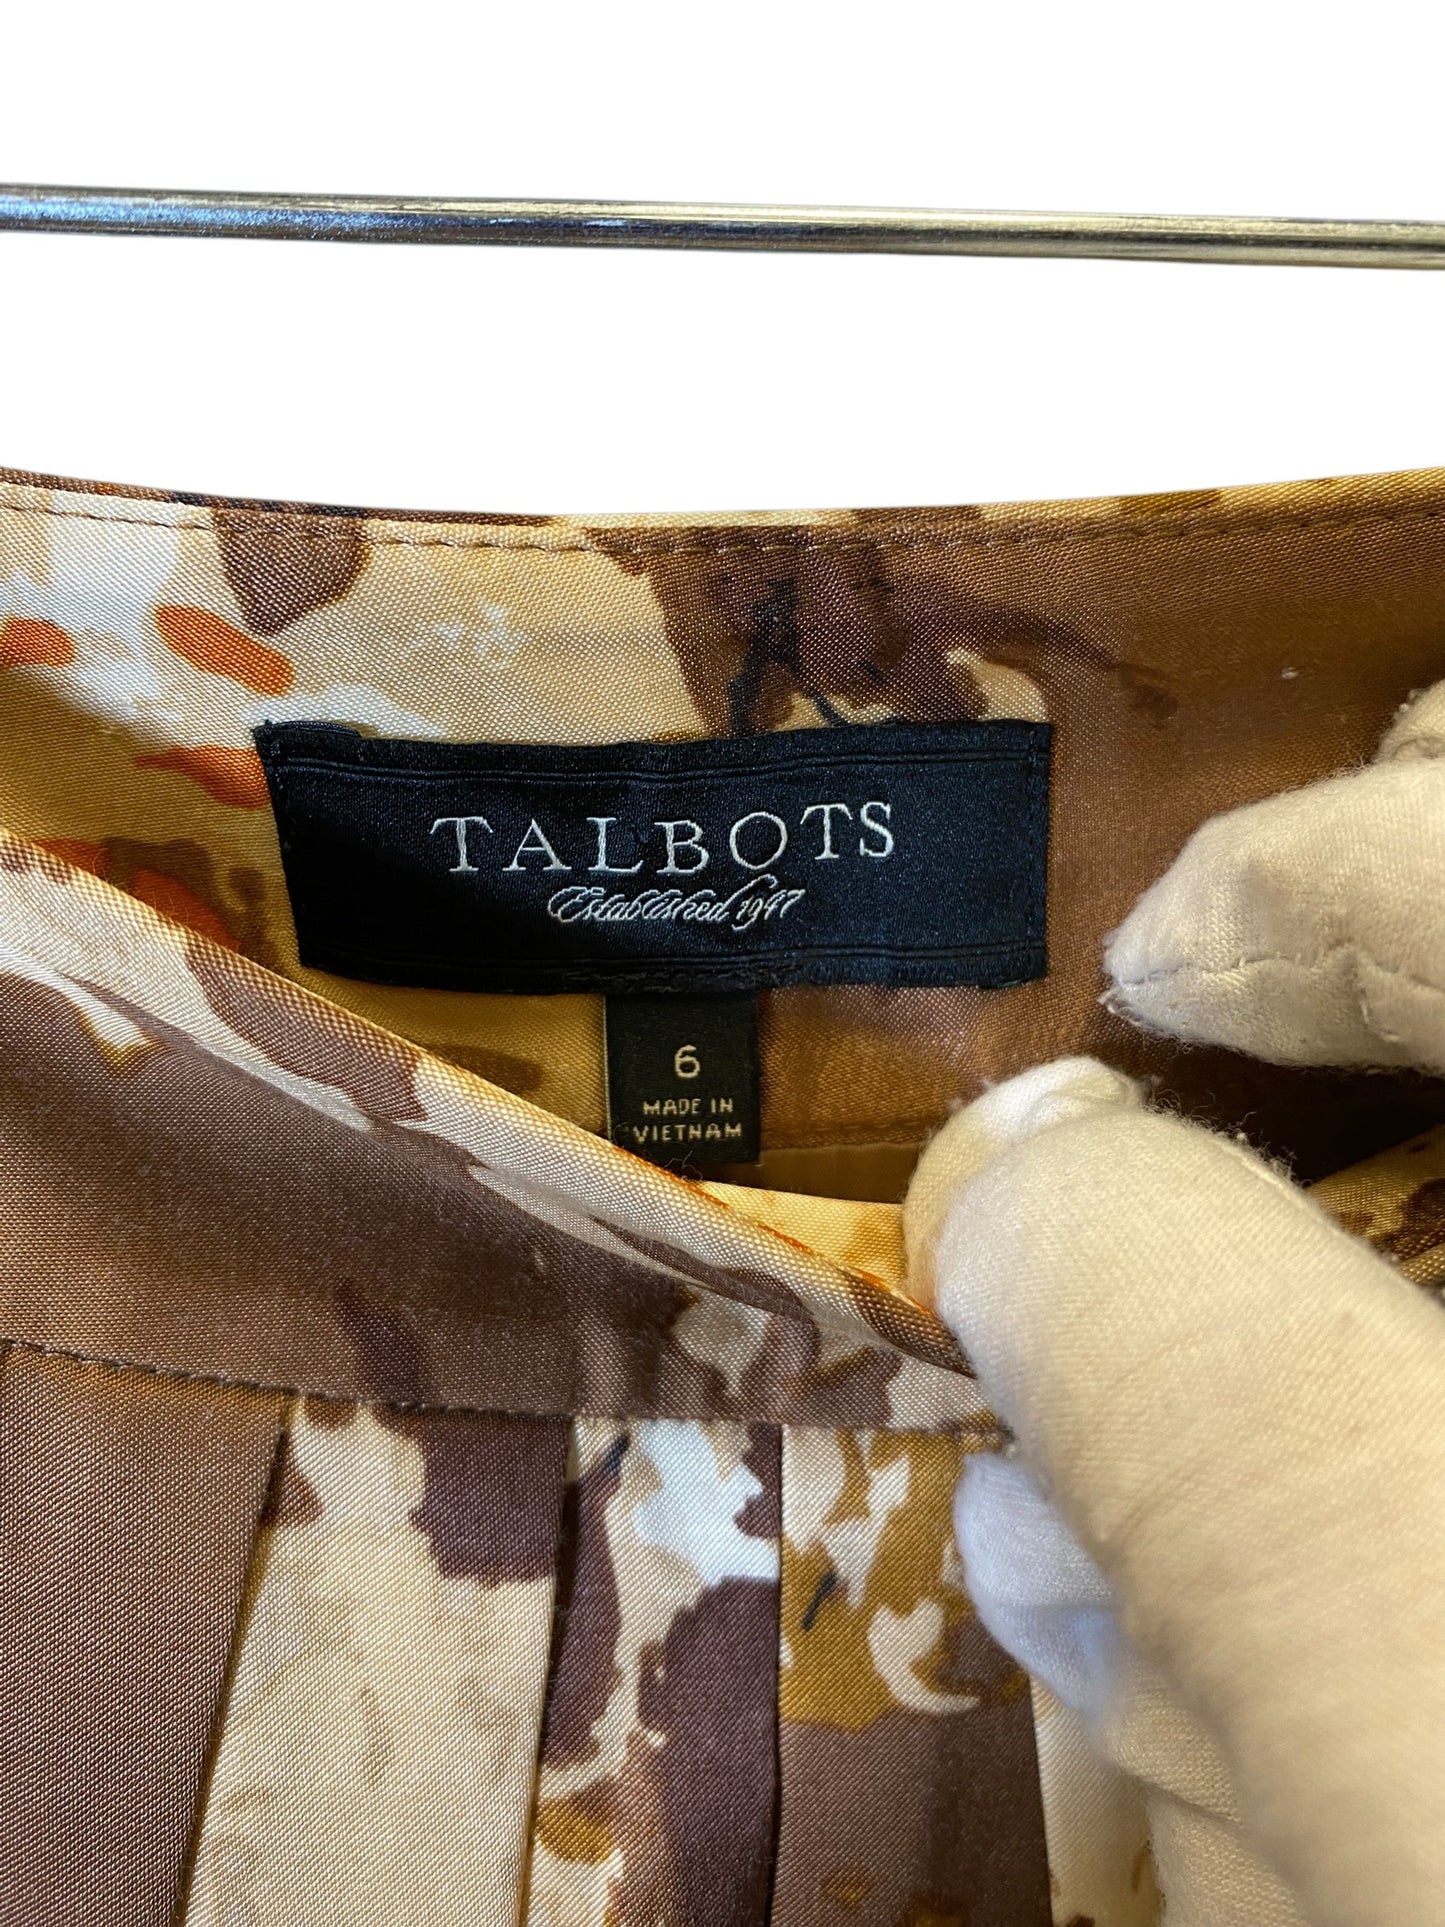 TALBOTS
Established 1947
6
MADE IN
VIETNAM